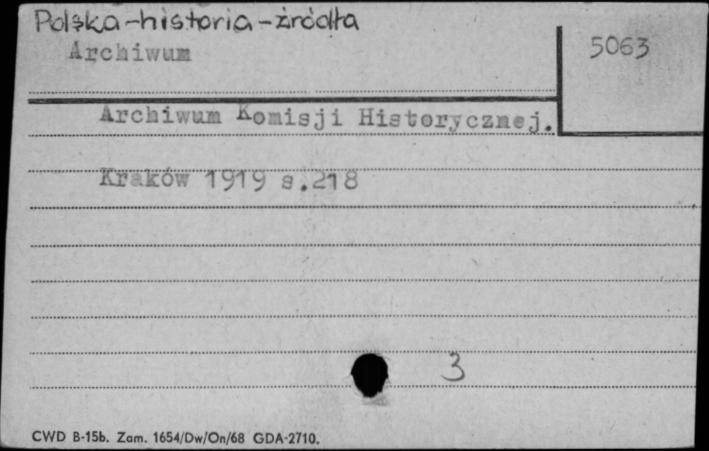 Polska-historia-źródła
Archiwum
5063
Archiwum Komisji Historycznej.
Kraków 1919 s.218
3
CWD B-15b. Zam. 1654/Dw/On/68 GDA-2710.